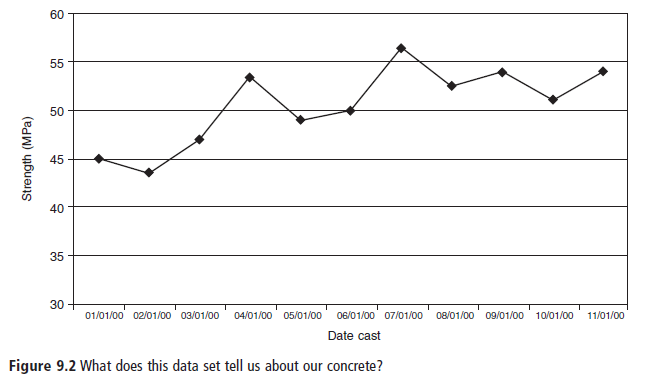 60
55
50
45
40
35
30
Strength (MPa)
01/01/00 02/01/00 03/01/00 04/01/00 05/01/00 06/01/00 07/01/00 08/01/00 09/01/00 10/01/00 11/01/00
Date cast
Figure 9.2 What does this data set tell us about our concrete?